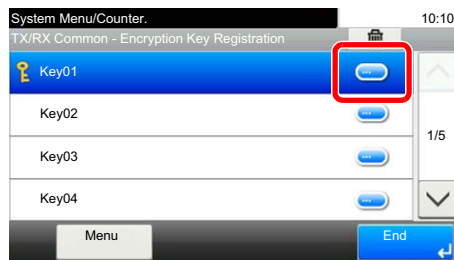 System Menu/Counter.
10:10
TX/RX Common - Encryption Key Registration
Key01
Key02
1/5
Key03
Key04
Menu
End